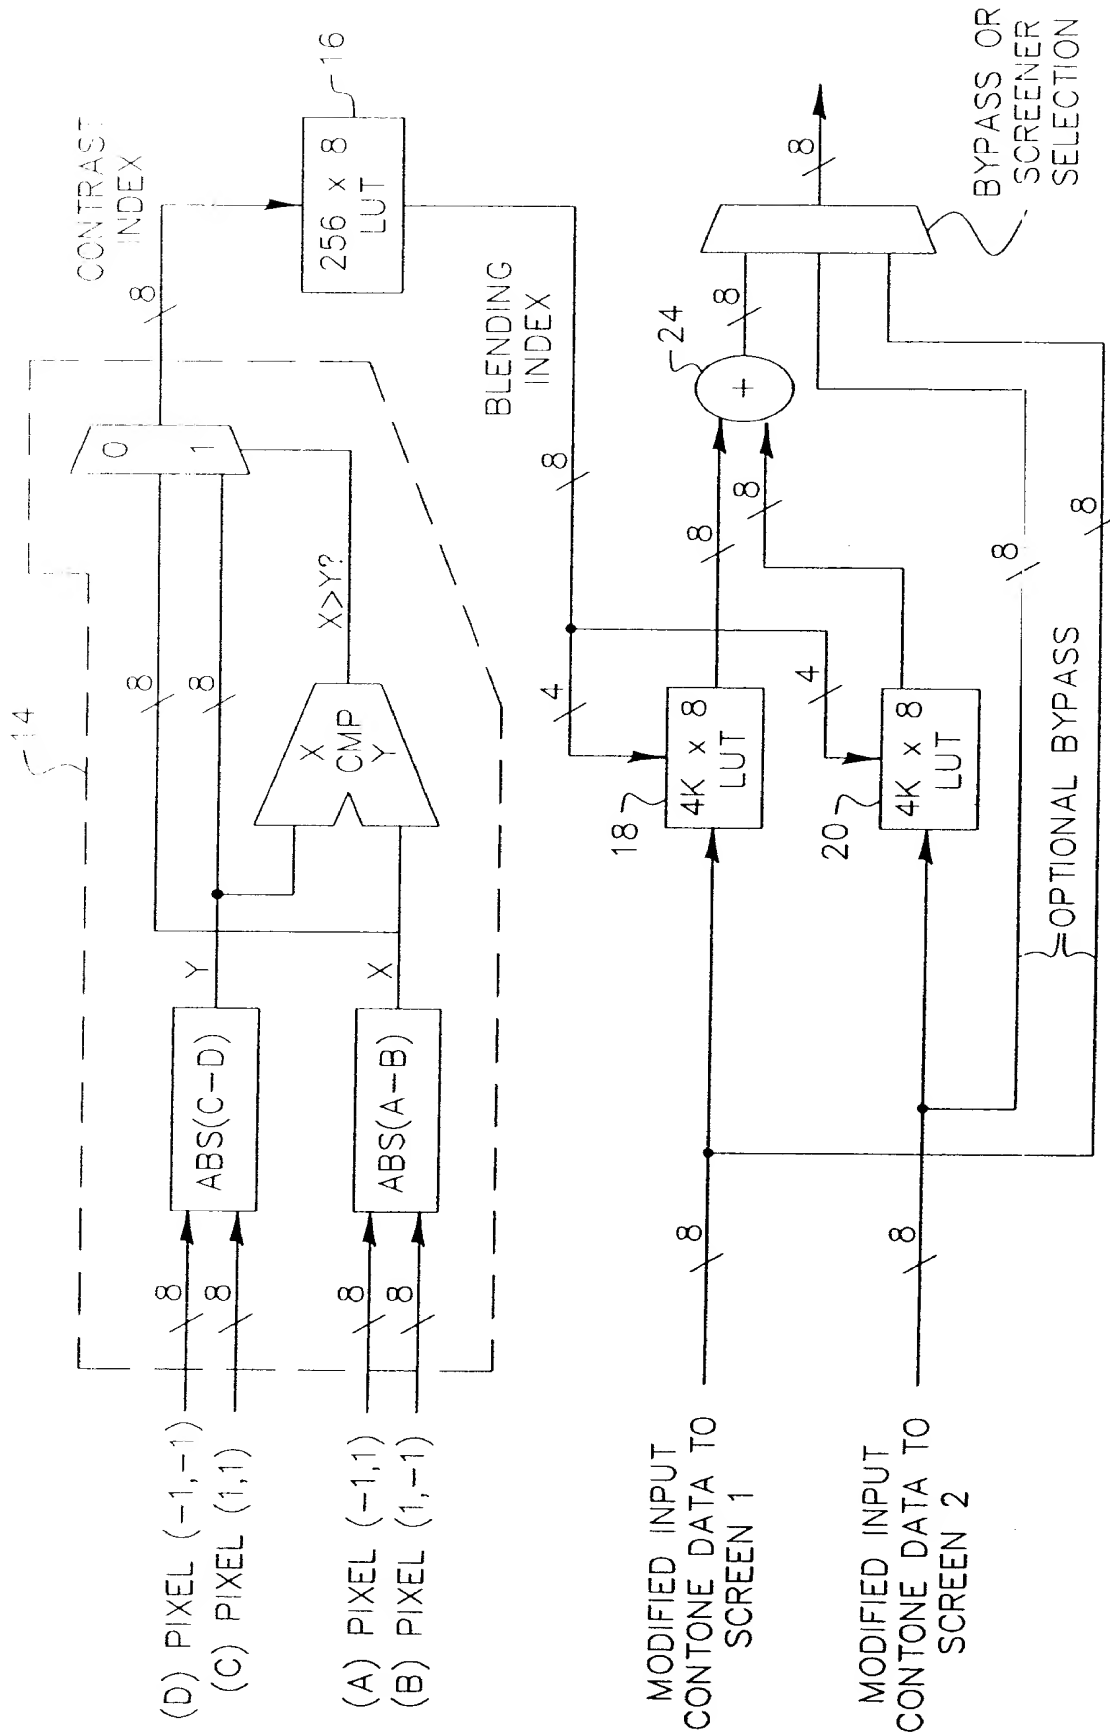 14
(D) PIXEL (-1,-1)
(C) PIXEL (1,1)
(A) PIXEL (-1,1)
(B) PIXEL (1,-1)
8
8
8
8
ABS(C-D)
ABS(A-B)
Y
X
8
8
X
CMP
Y
X>Y?
0
1
8
CONTRAST
INDEX
256 x 8
LUT
16
BLENDING
INDEX
8
4
4
MODIFIED INPUT
CONTONE DATA TO
SCREEN 1
MODIFIED INPUT
CONTONE DATA TO
SCREEN 2
8
8
18
4K x 8
LUT
20
4K x 8
LUT
8
8
24
+
8
OPTIONAL BYPASS
8
8
8
BYPASS OR
SCREENER
SELECTION